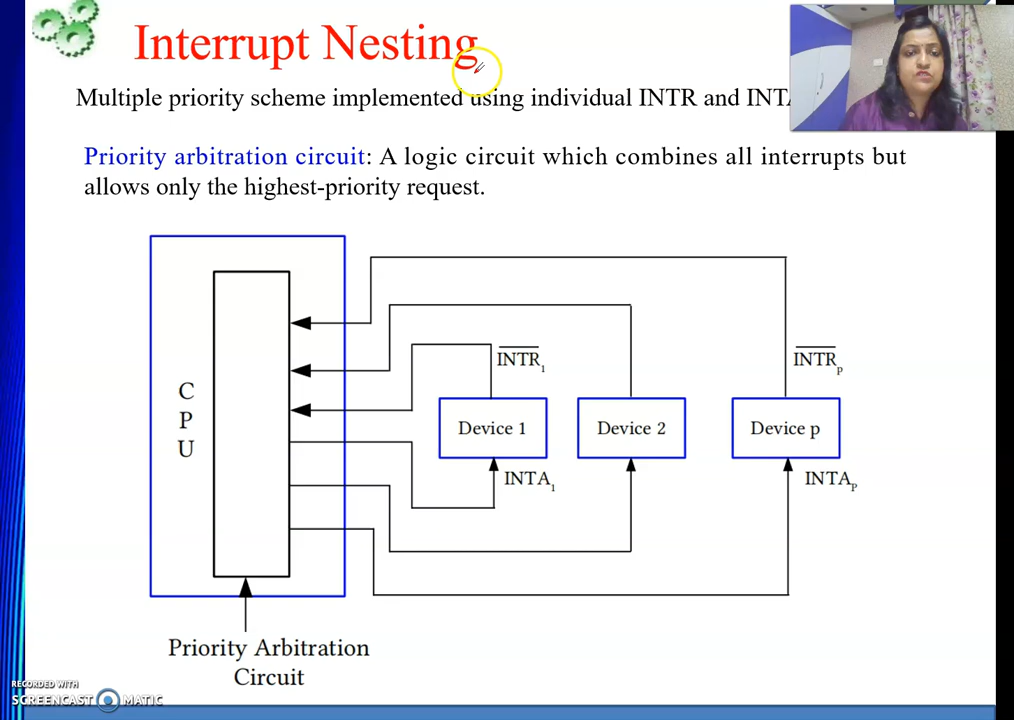 Interrupt Nesting
Multiple priority scheme implemented using individual INTR and
Priority arbitration circuit: A logic circuit which combines all interrupts but
allows only the highest-priority request.
INTR1
INTRp
C
P
U
Device 1
Device 2
Device p
INTA1
INTAP
Priority Arbitration
Circuit
RECORDED WITH
SCREENCAST MATIC